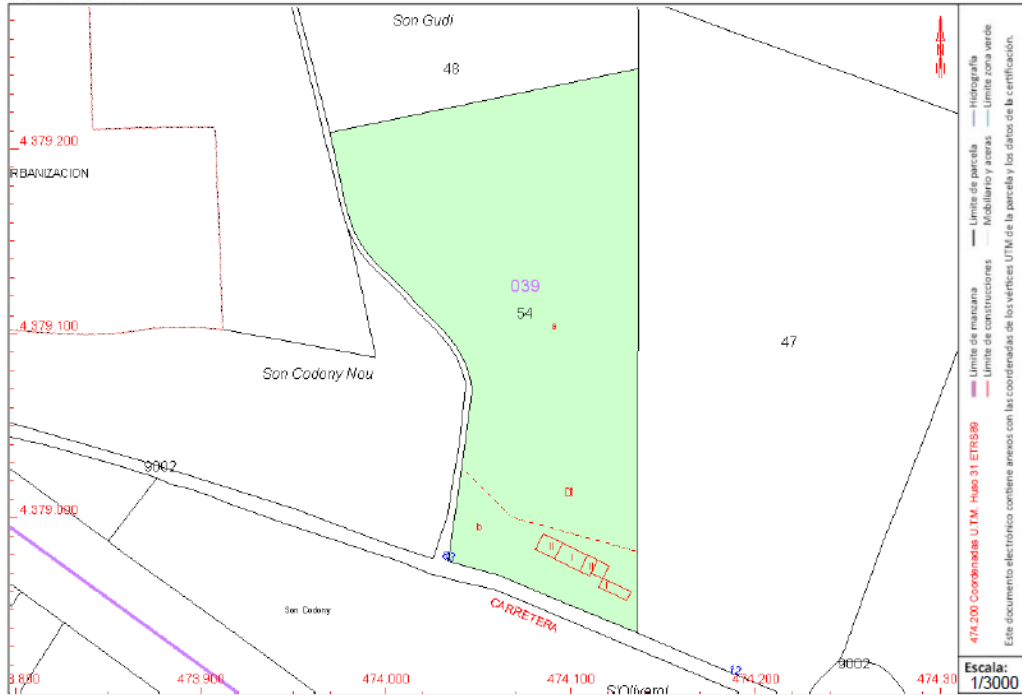 Son Gudi
48
4.379.200
RBANIZACION
039
54
a
4.379.100
47
Son Codony Nou
9002
4.379.000
b
II
I
63
Son Codony
CARRETERA
12
9002
S'Olivera
3.800
473.900
474.000
474.100
474.200
474.30
474.200 Coordenadas U.T.M. Huso 31 ETRS89
Límite de manzana
Límite de parcela
Hidrografía
Límite de construcciones
Mobiliario y aceras
Límite zona verde
Este documento electrónico contiene anexos con las coordenadas de los vértices UTM de la parcela y los datos de la certificación.
Escala:
1/3000